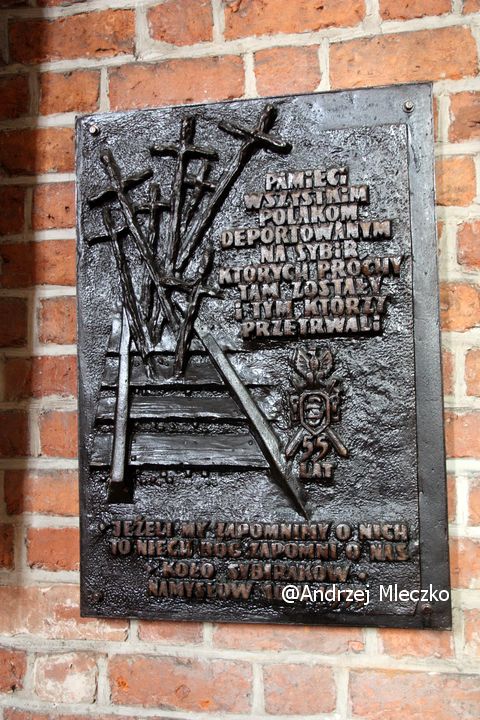 PAMIĘCI
WSZYSTKIM
POLAKOM
DEPORTOWANYM
NA SYBIR
KTÓRYCH PROCHY
TAM ZOSTAŁY
I TYM KTÓRZY
PRZETRWALI
55
LAT
JEŻELI MY ZAPOMNIMY O NICH
TO NIECH BÓG ZAPOMNI O NAS
KOŁO SYBIRAKÓW
NAMYSŁÓW
@Andrzej Mleczko